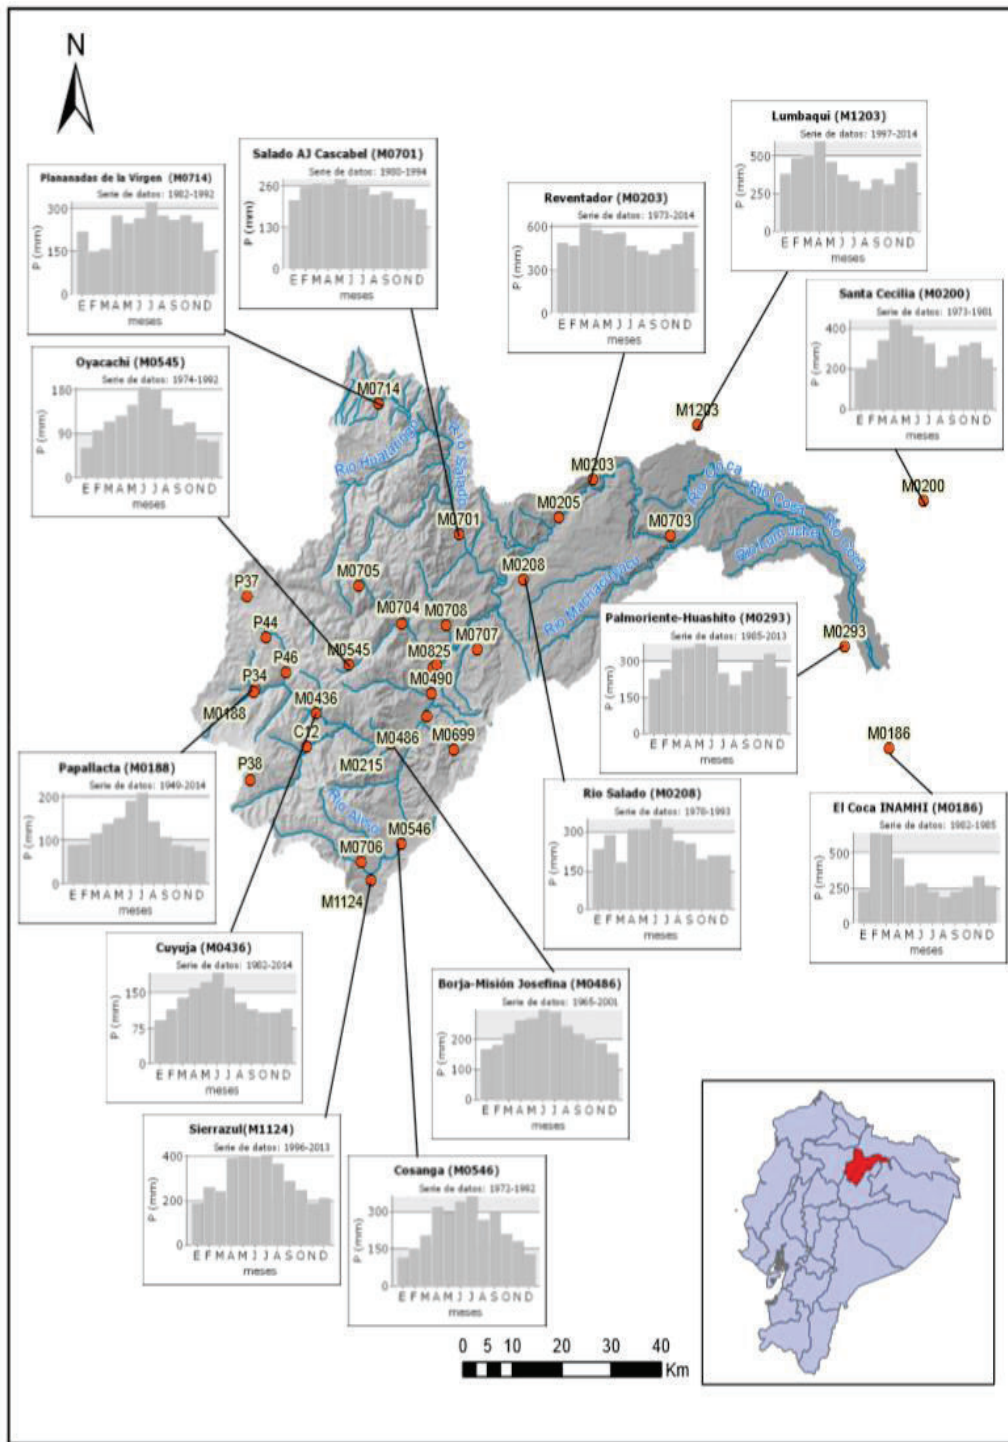 N
Lumbaqui (M1203)
Serie de datos: 1997-2014
500
250
0
P (mm)
E F M A M J J A S O N D
meses
Salado AJ Cascabel (M0701)
Serie de datos: 1980-1994
260
130
0
P (mm)
E F M A M J J A S O N D
meses
Plananadas de la Virgen (M0714)
Serie de datos: 1982-1992
300
150
0
P (mm)
E F M A M J J A S O N D
meses
Reventador (M0203)
Serie de datos: 1973-2014
600
300
0
P (mm)
E F M A M J J A S O N D
meses
Santa Cecilia (M0200)
Serie de datos: 1973-1981
400
200
0
P (mm)
E F M A M J J A S O N D
meses
Oyacachi (M0545)
Serie de datos: 1974-1992
180
90
0
P (mm)
E F M A M J J A S O N D
meses
M0714
M1203
Río Salado
M0203
Río Coca
Río Coca
Río Coca
M0200
M0205
M0701
M0703
M0208
Río Machacuyacu
M0705
P37
M0704
M0708
P44
M0707
M0545
M0825
P46
P34
M0490
M0188
M0436
C12
M0486
M0699
P38
M0215
Río Aliso
M0546
M0706
M1124
M0293
M0186
Palmoriente-Huashito (M0293)
Serie de datos: 1985-2013
300
150
0
P (mm)
E F M A M J J A S O N D
meses
Papallacta (M0188)
Serie de datos: 1949-2014
200
100
0
P (mm)
E F M A M J J A S O N D
meses
Rio Salado (M0208)
Serie de datos: 1978-1993
300
150
0
P (mm)
E F M A M J J A S O N D
meses
El Coca INAMHI (M0186)
Serie de datos: 1982-1985
500
250
0
P (mm)
E F M A M J J A S O N D
meses
Cuyuja (M0436)
Serie de datos: 1982-2014
150
75
0
P (mm)
E F M A M J J A S O N D
meses
Borja-Misión Josefina (M0486)
Serie de datos: 1965-2001
200
100
0
P (mm)
E F M A M J J A S O N D
meses
Sierrazul(M1124)
Serie de datos: 1996-2013
400
200
0
P (mm)
E F M A M J J A S O N D
meses
Cosanga (M0546)
Serie de datos: 1972-1992
300
150
0
P (mm)
E F M A M J J A S O N D
meses
0 5 10 20 30 40
Km